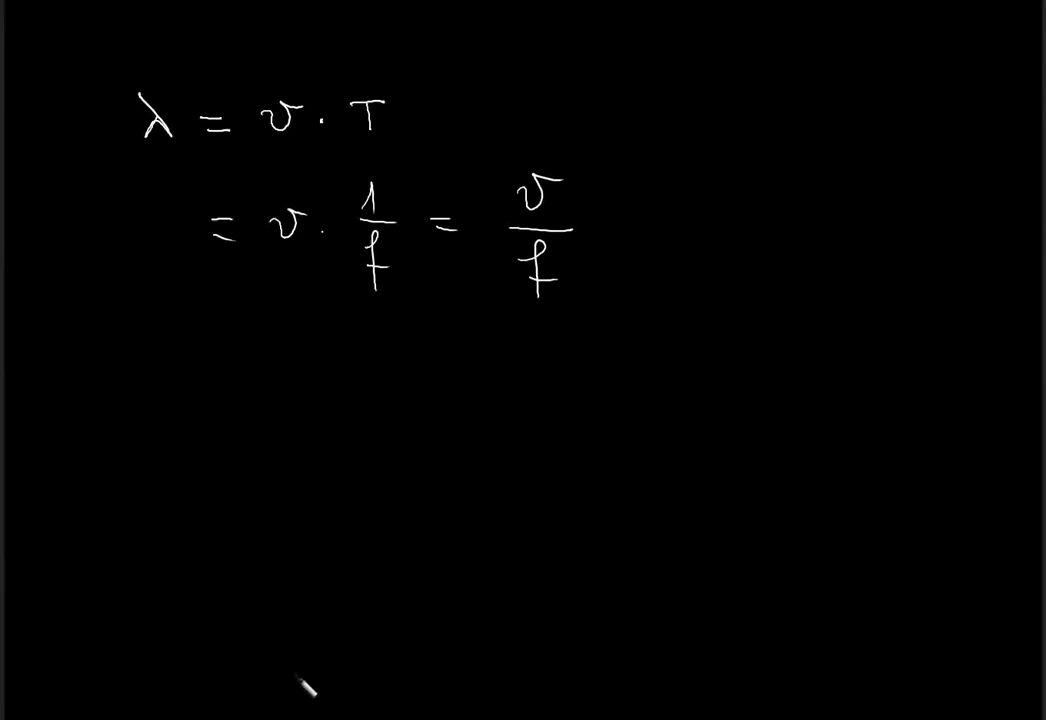 λ = v · T
= v · 1/f = v/f